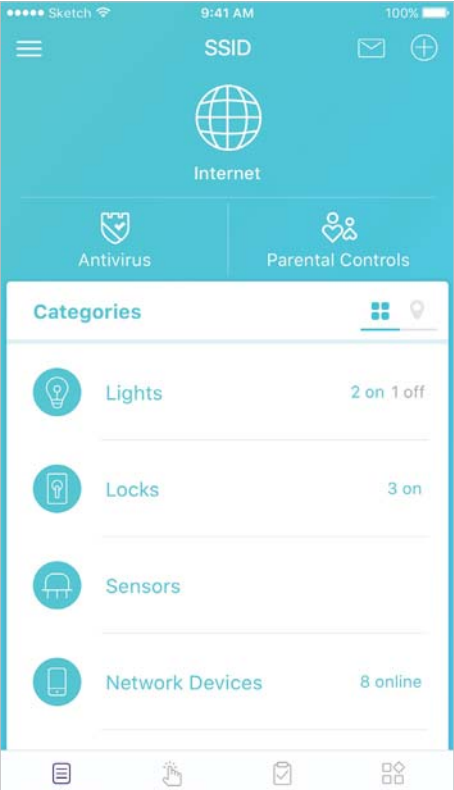 Sketch 9:41 AM 100%
SSID
Internet
Antivirus Parental Controls
Categories
Lights 2 on 1 off
Locks 3 on
Sensors
Network Devices 8 online